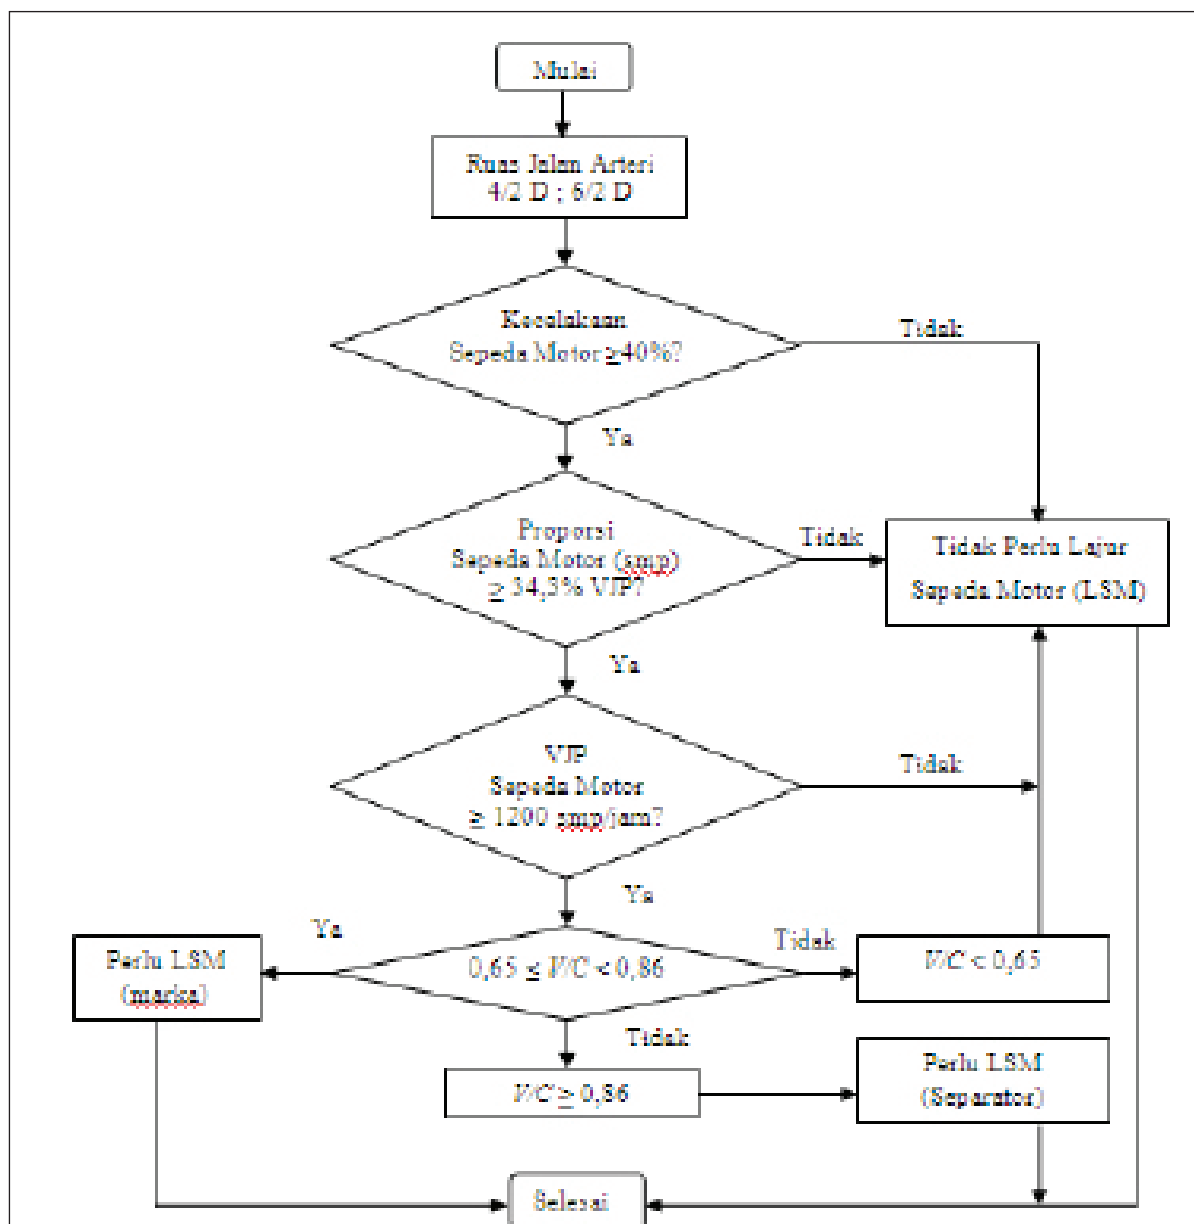 Mulai
Ruas Jalan Arteri
4/2 D ; 6/2 D
Kecelakaan
Sepeda Motor ≥40%?
Tidak
Ya
Proporsi
Sepeda Motor (smp)
≥ 34,3% VJP?
Tidak
Tidak Perlu Lajur
Sepeda Motor (LSM)
Ya
VJP
Sepeda Motor
≥ 1200 smp/jam?
Tidak
Ya
Ya
Perlu LSM
(marka)
0,65 ≤ V/C < 0,86
Tidak
V/C < 0,65
Tidak
V/C ≥ 0,86
Perlu LSM
(Separator)
Selesai